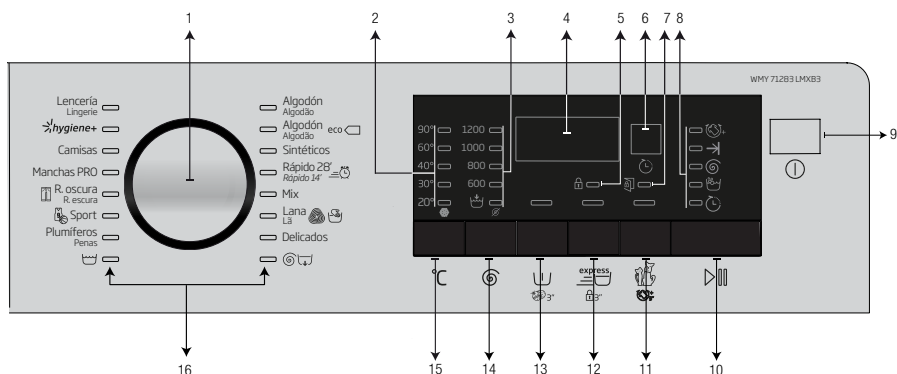 1 2 3 4 5 6 7 8
WMY 71283 LMXB3
Lencería
Lingerie
hygiene+
Camisas
Manchas PRO
R. oscura
R. escura
Sport
Plumíferos
Penas
Algodón
Algodão
Algodón eco
Algodão
Sintéticos
Rápido 28'
Rápido 14'
Mix
Lana
Lã
Delicados
90° 1200
60° 1000
40° 800
30° 600
20°
+
9
°C
express
3" 3"
16 15 14 13 12 11 10